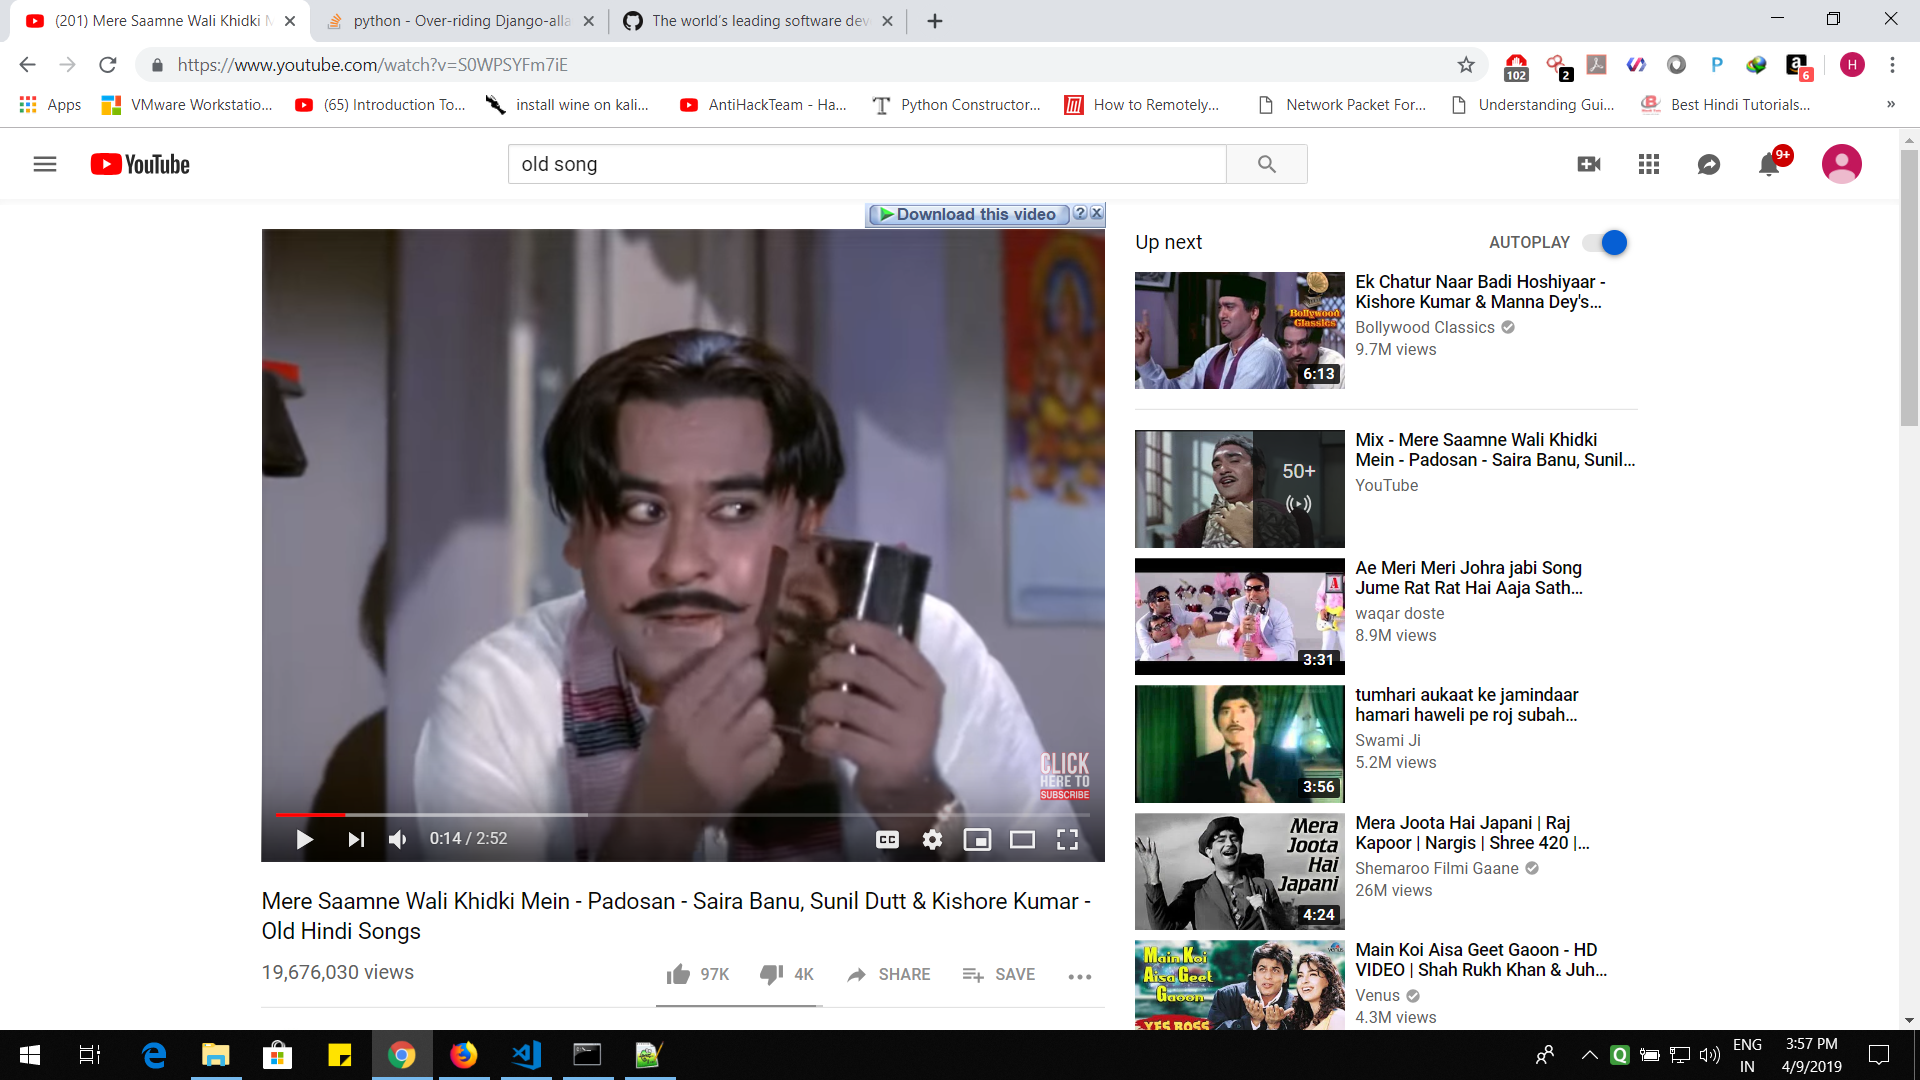 (201) Mere Saamne Wali Khidki M
python - Over-riding Django-alla
The world's leading software dev
https://www.youtube.com/watch?v=S0WPSYFm7iE
102
2
P
6
H
Apps
VMware Workstatio...
(65) Introduction To...
install wine on kali...
AntiHackTeam - Ha...
Python Constructor...
How to Remotely...
Network Packet For...
Understanding Gui...
Best Hindi Tutorials...
»
YouTube
old song
9+
Download this video
?
X
CLICK
HERE TO
SUBSCRIBE
0:14 / 2:52
CC
Mere Saamne Wali Khidki Mein - Padosan - Saira Banu, Sunil Dutt & Kishore Kumar -
Old Hindi Songs
19,676,030 views
97K
4K
SHARE
SAVE
Up next
AUTOPLAY
Bollywood
Classics
6:13
Ek Chatur Naar Badi Hoshiyaar -
Kishore Kumar & Manna Dey's...
Bollywood Classics
9.7M views
50+
Mix - Mere Saamne Wali Khidki
Mein - Padosan - Saira Banu, Sunil...
YouTube
3:31
Ae Meri Meri Johra jabi Song
Jume Rat Rat Hai Aaja Sath...
waqar doste
8.9M views
3:56
tumhari aukaat ke jamindaar
hamari haweli pe roj subah...
Swami Ji
5.2M views
Mera
Joota
Hai
Japani
4:24
Mera Joota Hai Japani | Raj
Kapoor | Nargis | Shree 420 |...
Shemaroo Filmi Gaane
26M views
Main Koi
Aisa Geet
Gaoon
YES BOSS
Main Koi Aisa Geet Gaoon - HD
VIDEO | Shah Rukh Khan & Juh...
Venus
4.3M views
ENG
IN
3:57 PM
4/9/2019